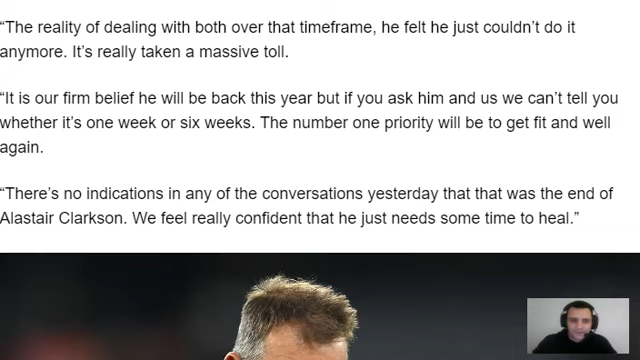 “The reality of dealing with both over that timeframe, he felt he just couldn’t do it
anymore. It’s really taken a massive toll.
“It is our firm belief he will be back this year but if you ask him and us we can’t tell you
whether it’s one week or six weeks. The number one priority will be to get fit and well
again.
“There’s no indications in any of the conversations yesterday that that was the end of
Alastair Clarkson. We feel really confident that he just needs some time to heal.”